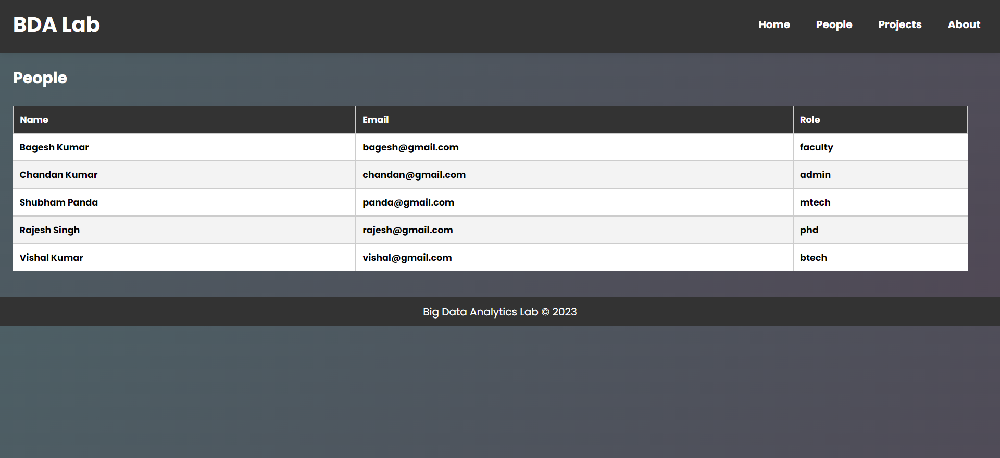 BDA Lab
Home People Projects About
People
Name Email Role
Bagesh Kumar bagesh@gmail.com faculty
Chandan Kumar chandan@gmail.com admin
Shubham Panda panda@gmail.com mtech
Rajesh Singh rajesh@gmail.com phd
Vishal Kumar vishal@gmail.com btech
Big Data Analytics Lab © 2023